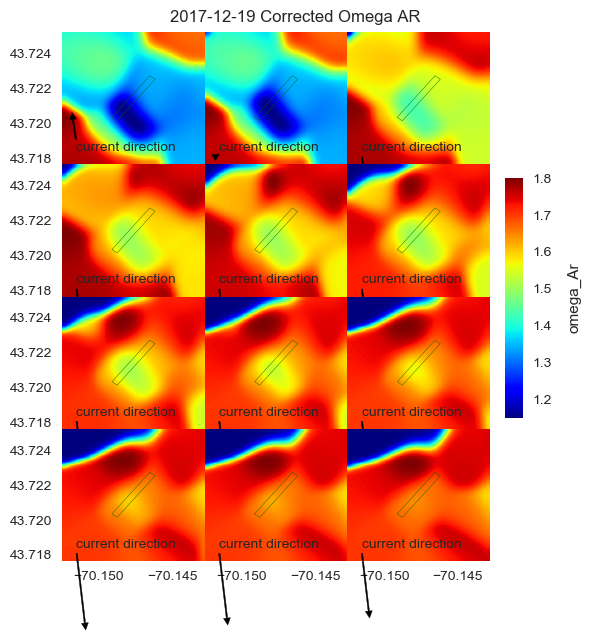 2017-12-19 Corrected Omega AR
43.724
43.722
43.720
43.718
current direction
current direction
current direction
43.724
43.722
43.720
43.718
current direction
current direction
current direction
43.724
43.722
43.720
43.718
current direction
current direction
current direction
43.724
43.722
43.720
43.718
current direction
current direction
current direction
−70.150
−70.145
−70.150
−70.145
−70.150
−70.145
1.8
1.7
1.6
1.5
1.4
1.3
1.2
omega_Ar